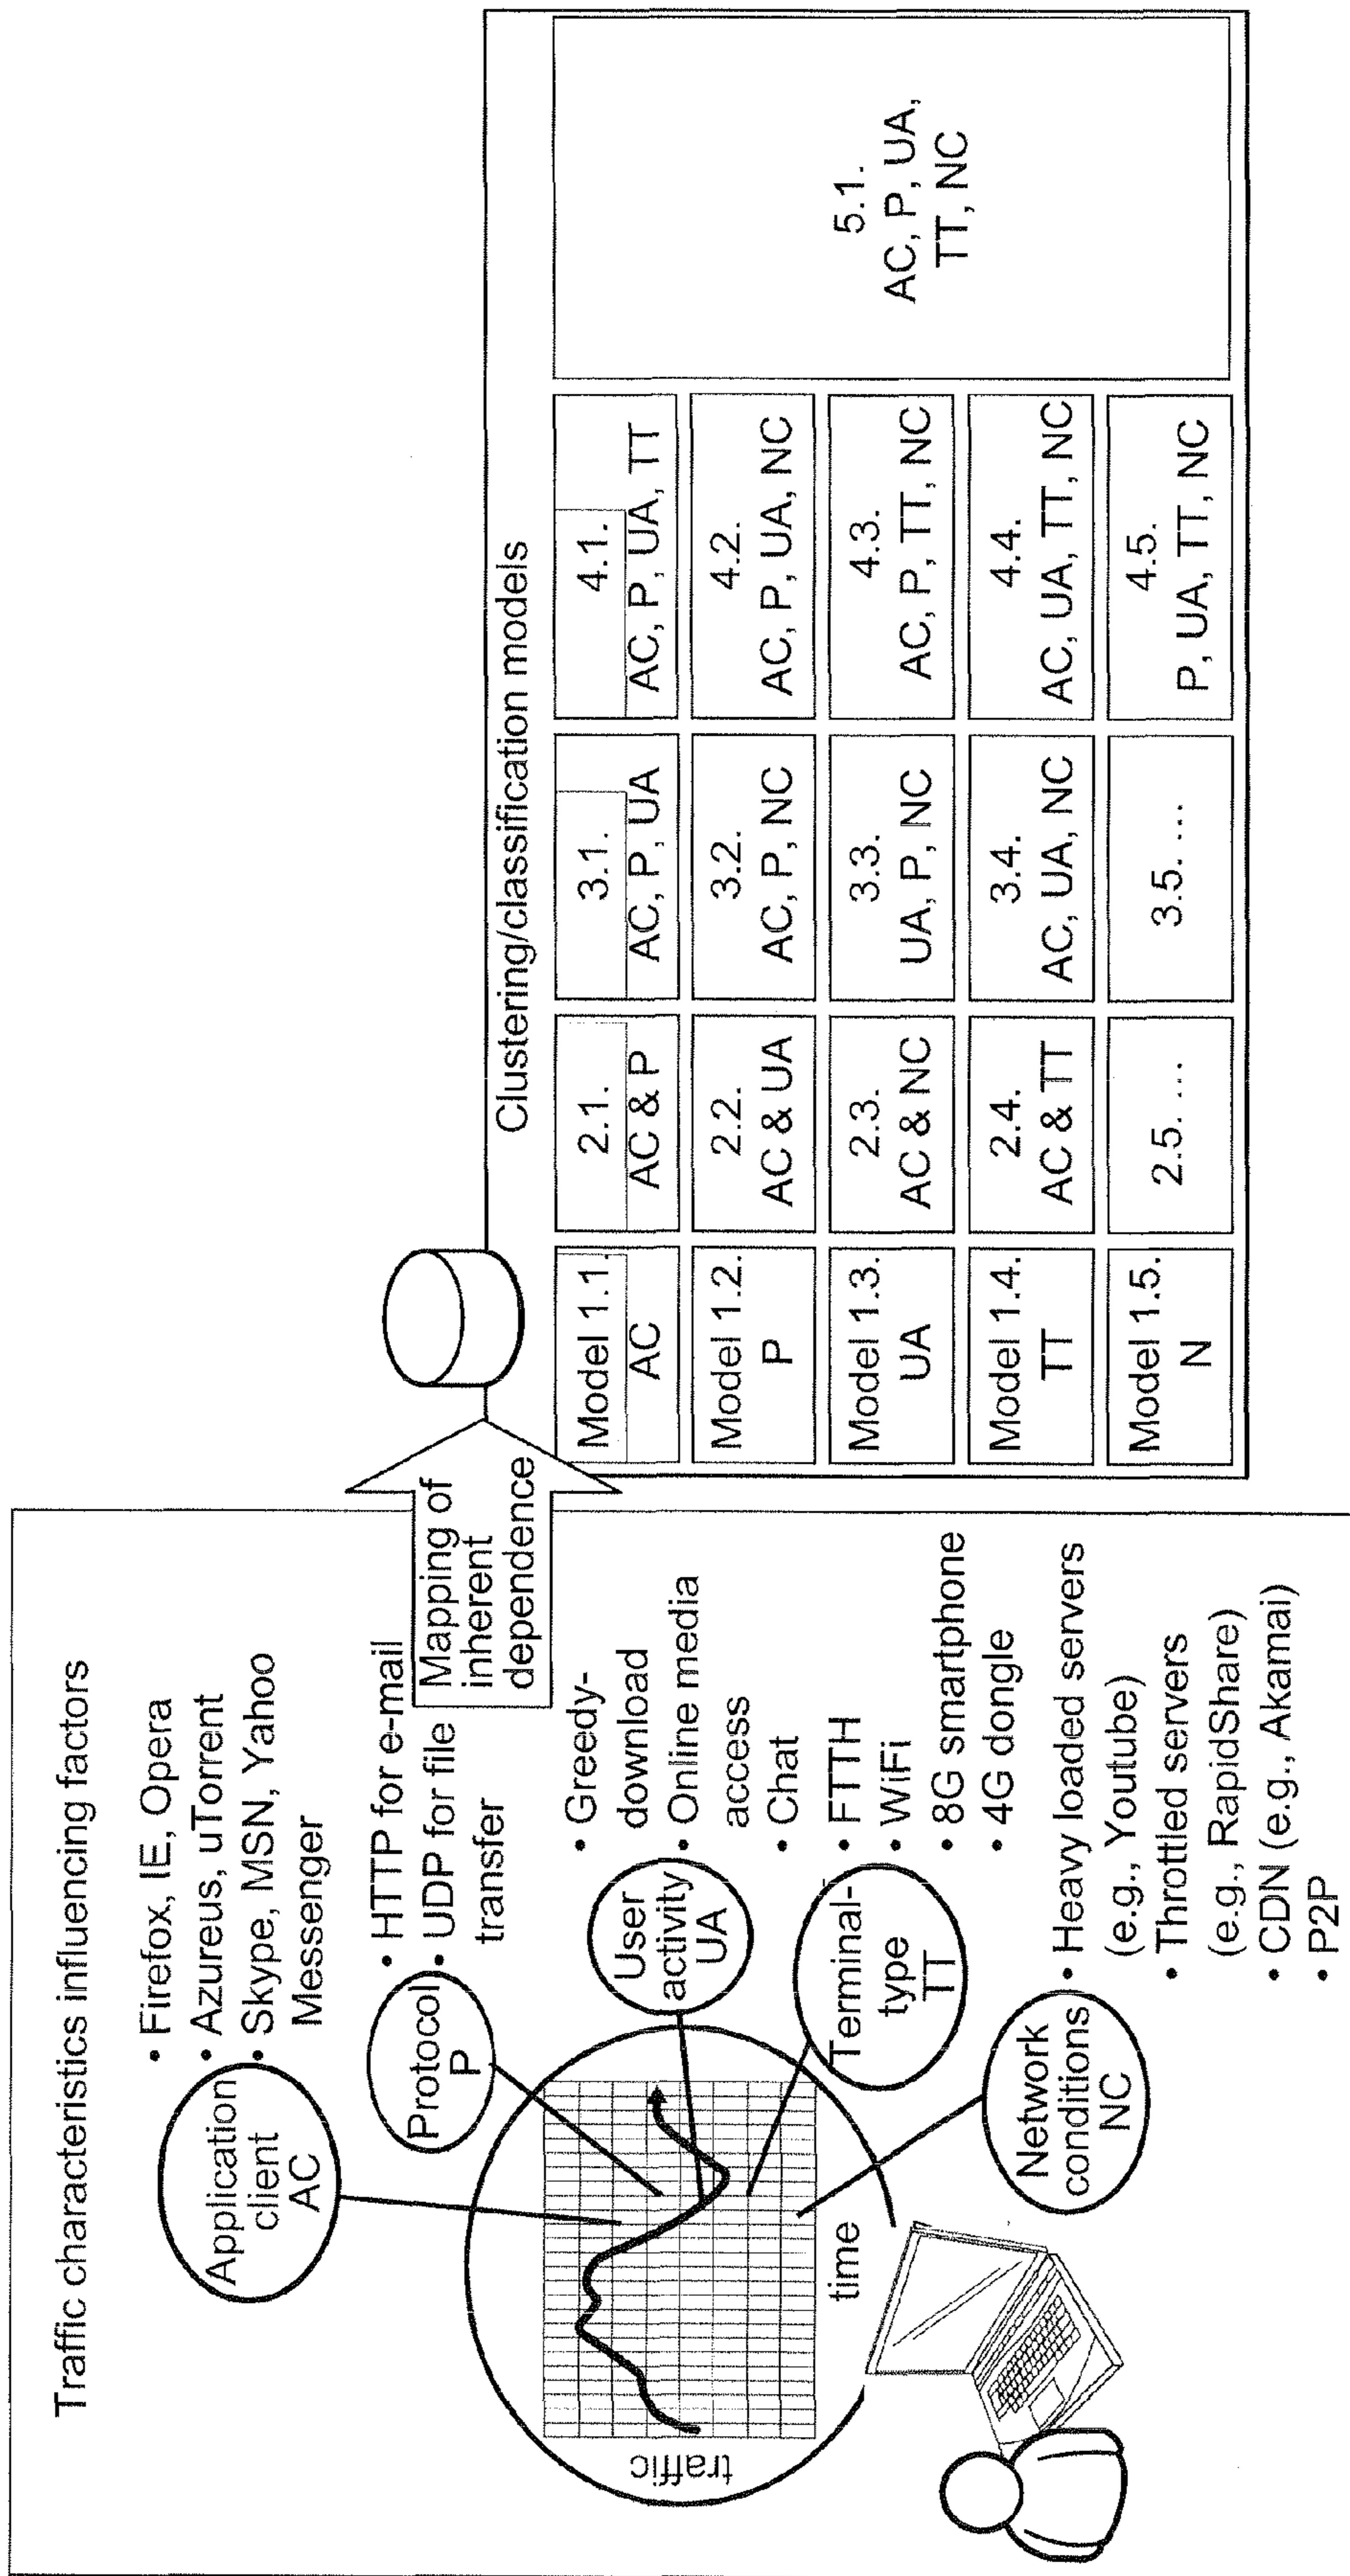 Traffic characteristics influencing factors
Application
client
AC
• Firefox, IE, Opera
• Azureus, uTorrent
• Skype, MSN, Yahoo
Messenger
Protocol
P
• HTTP for e-mail
• UDP for file
transfer
User
activity
UA
• Greedy-
download
• Online media
access
• Chat
Terminal-
type
TT
• FTTH
• WiFi
• 8G smartphone
• 4G dongle
Network
conditions
NC
• Heavy loaded servers
(e.g., Youtube)
• Throttled servers
(e.g., RapidShare)
• CDN (e.g., Akamai)
• P2P
traffic
time
Mapping of
inherent
dependence
Clustering/classification models
Model 1.1.
AC
2.1.
AC & P
3.1.
AC, P, UA
4.1.
AC, P, UA, TT
Model 1.2.
P
2.2.
AC & UA
3.2.
AC, P, NC
4.2.
AC, P, UA, NC
Model 1.3.
UA
2.3.
AC & NC
3.3.
UA, P, NC
4.3.
AC, P, TT, NC
Model 1.4.
TT
2.4.
AC & TT
3.4.
AC, UA, NC
4.4.
AC, UA, TT, NC
Model 1.5.
N
2.5. ...
3.5. ...
4.5.
P, UA, TT, NC
5.1.
AC, P, UA,
TT, NC